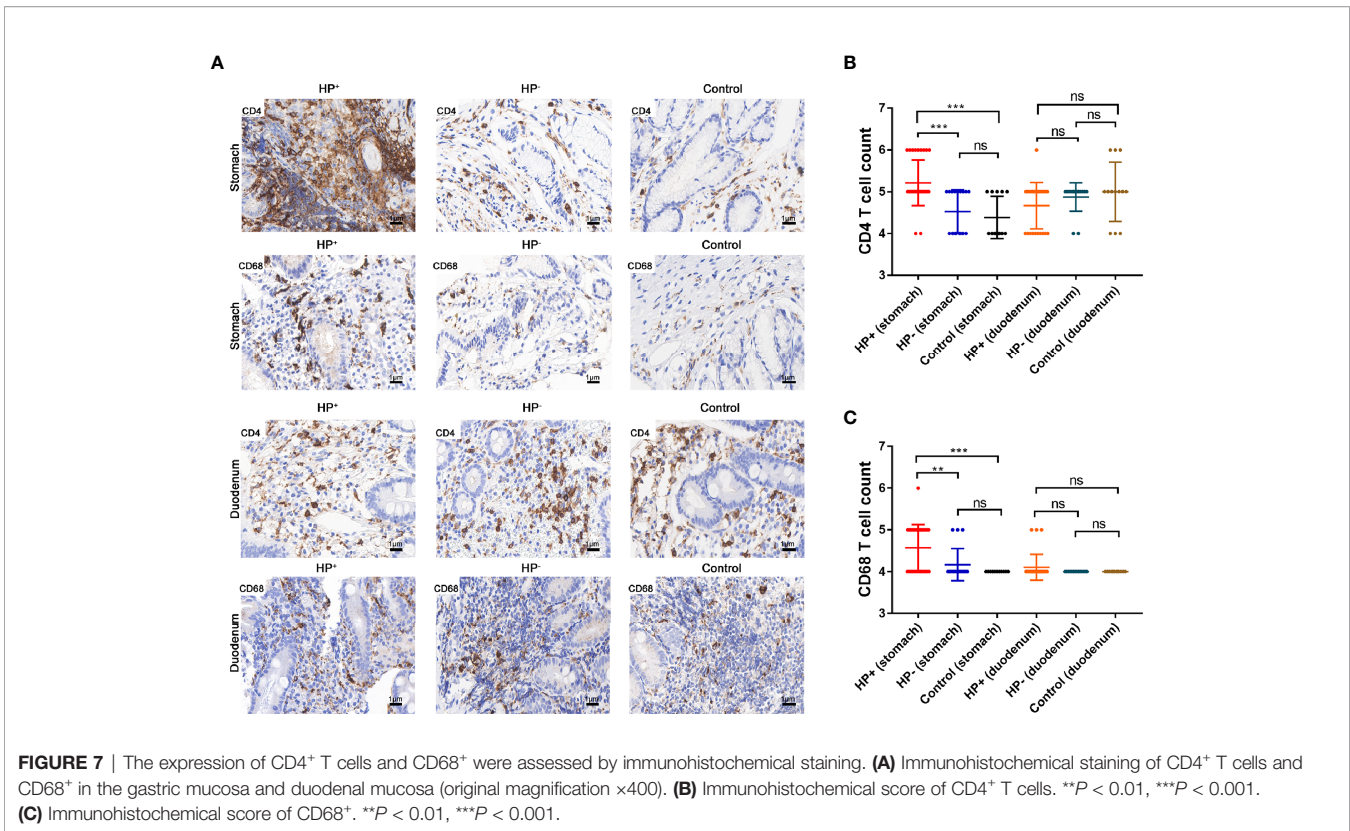 A
HP⁺ HP⁻ Control
Stomach
CD4 1μm 1μm 1μm
HP⁺ HP⁻ Control
Stomach
CD68 CD68 CD68
1μm 1μm 1μm
HP⁺ HP⁻ Control
Duodenum
CD4 CD4 CD4
1μm 1μm 1μm
HP⁺ HP⁻ Control
Duodenum
CD68 CD68 CD68
1μm 1μm 1μm
B
CD4 T cell count
7
6
5
4
3
*** *** ns ns ns ns
HP+ (stomach)
HP- (stomach)
Control (stomach)
HP+ (duodenum)
HP- (duodenum)
Control (duodenum)
C
CD68 T cell count
7
6
5
4
3
*** ** ns ns ns ns
HP+ (stomach)
HP- (stomach)
Control (stomach)
HP+ (duodenum)
HP- (duodenum)
Control (duodenum)
FIGURE 7 | The expression of CD4⁺ T cells and CD68⁺ were assessed by immunohistochemical staining. (A) Immunohistochemical staining of CD4⁺ T cells and
CD68⁺ in the gastric mucosa and duodenal mucosa (original magnification ×400). (B) Immunohistochemical score of CD4⁺ T cells. **P < 0.01, ***P < 0.001.
(C) Immunohistochemical score of CD68⁺. **P < 0.01, ***P < 0.001.